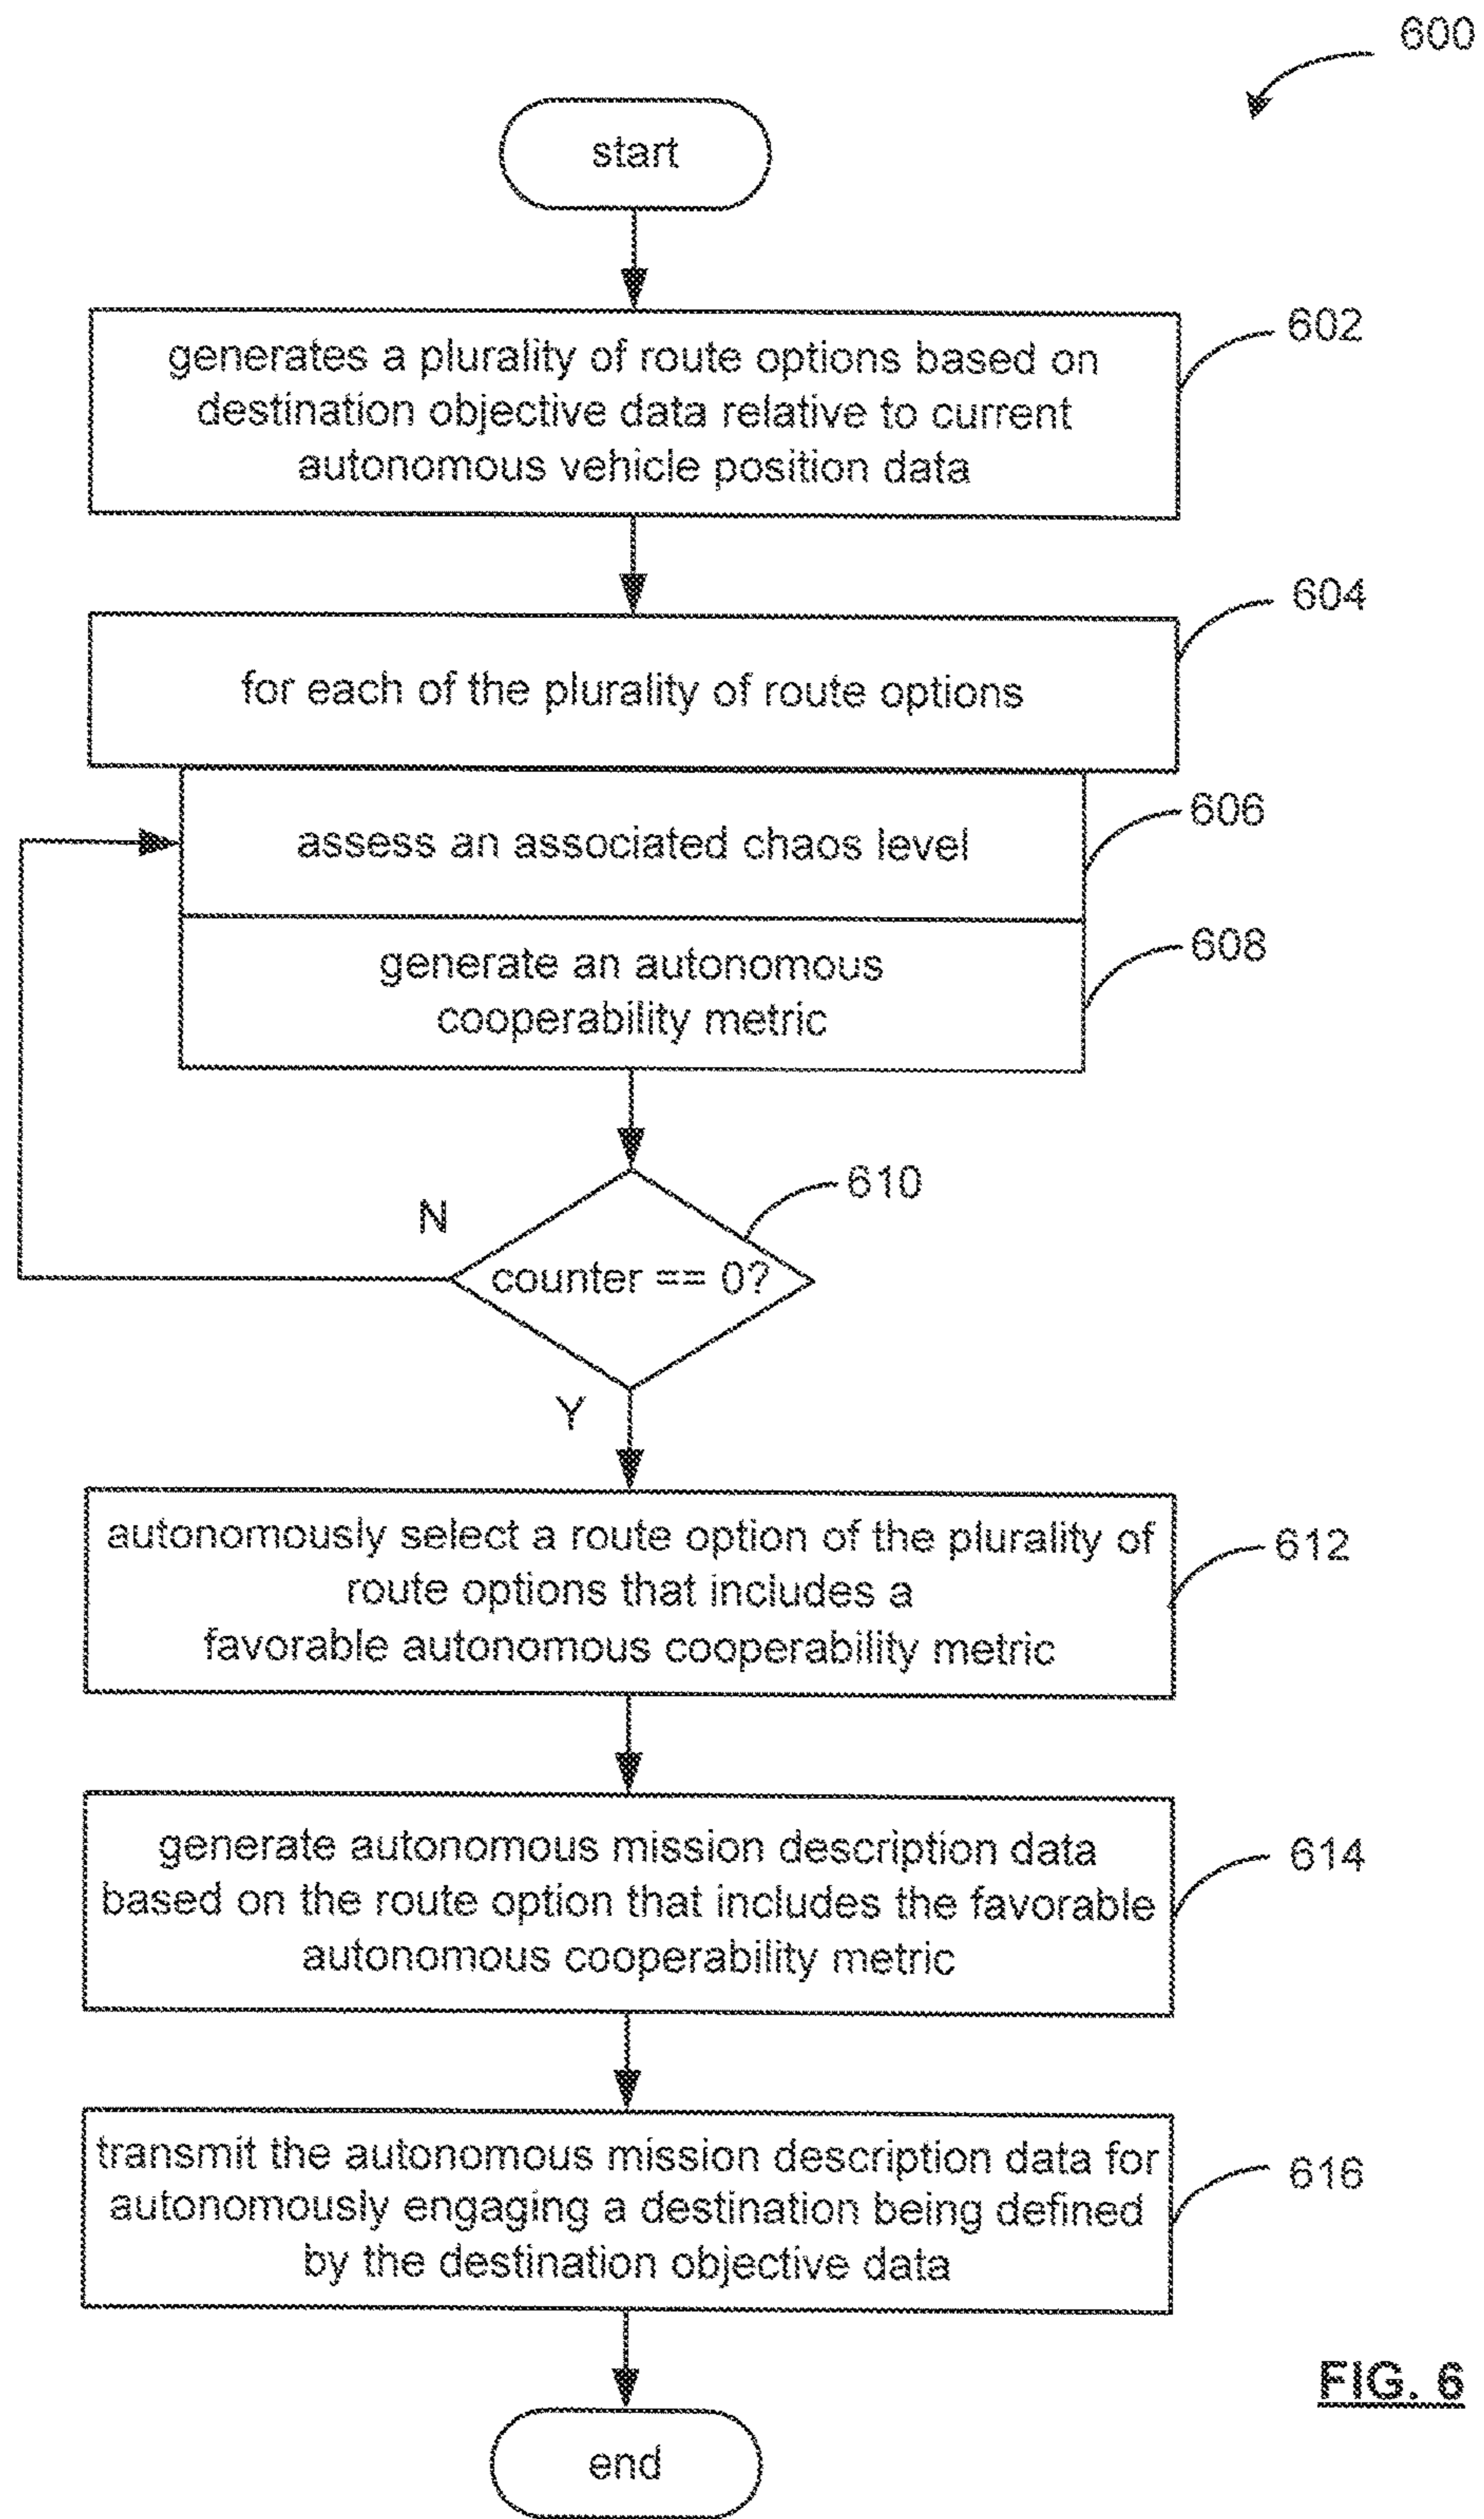 600
start
generates a plurality of route options based on
destination objective data relative to current
autonomous vehicle position data
602
604
for each of the plurality of route options
606
assess an associated chaos level
608
generate an autonomous
cooperability metric
610
N
counter == 0?
Y
autonomously select a route option of the plurality of
route options that includes a
favorable autonomous cooperability metric
612
generate autonomous mission description data
based on the route option that includes the favorable
autonomous cooperability metric
614
transmit the autonomous mission description data for
autonomously engaging a destination being defined
by the destination objective data
616
FIG. 6
end